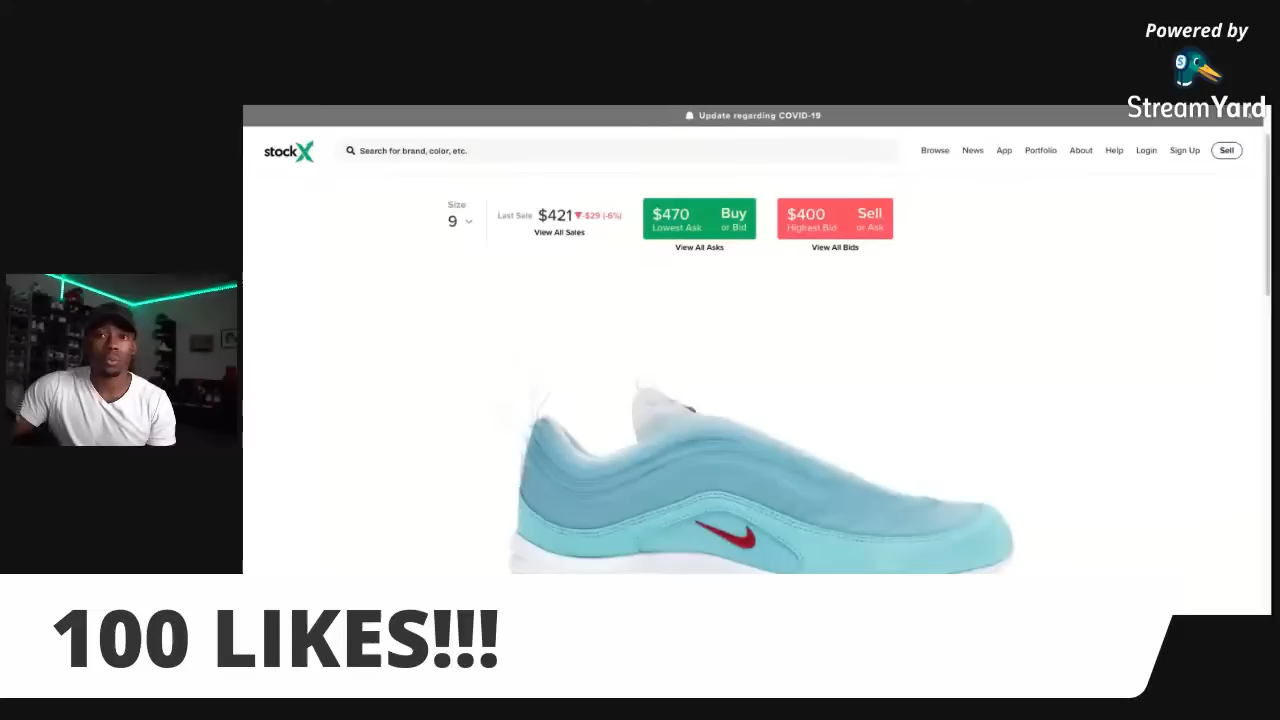 Powered by
StreamYard
Update regarding COVID-19
stockX
Search for brand, color, etc.
Browse News App Portfolio About Help Login Sign Up Sell
Size
9
Last Sale $421 ▼-$29 (-6%)
View All Sales
$470 Buy
Lowest Ask or Bid
View All Asks
$400 Sell
Highest Bid or Ask
View All Bids
100 LIKES!!!